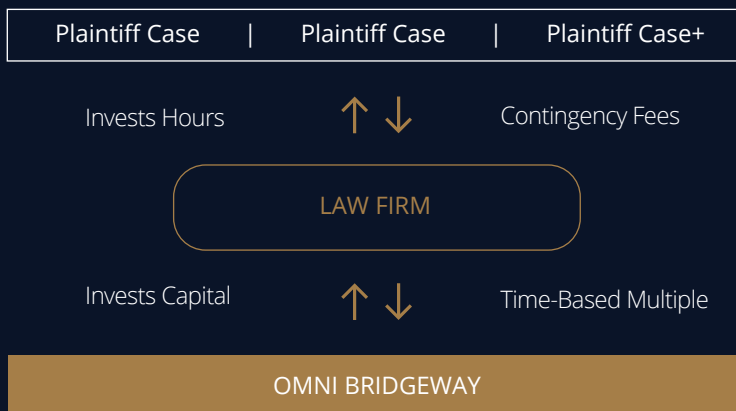 Plaintiff Case | Plaintiff Case | Plaintiff Case+
Invests Hours
Contingency Fees
LAW FIRM
Invests Capital
Time-Based Multiple
OMNI BRIDGEWAY